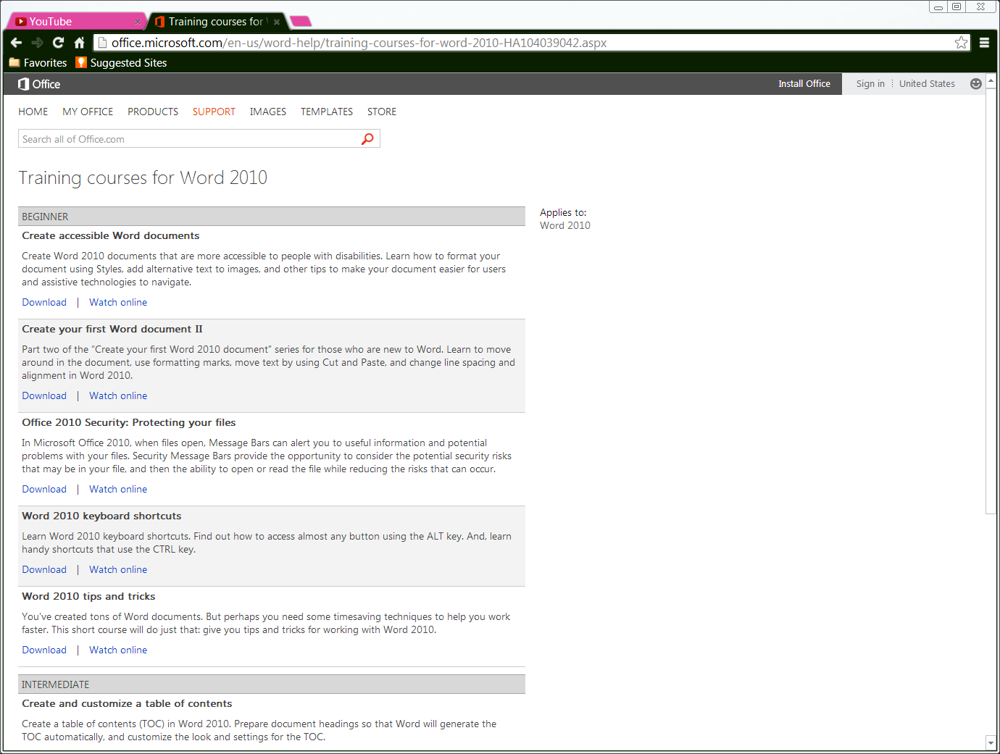 YouTube
Training courses for
office.microsoft.com/en-us/word-help/training-courses-for-word-2010-HA104039042.aspx
Favorites Suggested Sites
Office Install Office Sign in United States
HOME MY OFFICE PRODUCTS SUPPORT IMAGES TEMPLATES STORE
Search all of Office.com
Training courses for Word 2010
BEGINNER
Applies to:
Word 2010
Create accessible Word documents
Create Word 2010 documents that are more accessible to people with disabilities. Learn how to format your
document using Styles, add alternative text to images, and other tips to make your document easier for users
and assistive technologies to navigate.
Download | Watch online
Create your first Word document II
Part two of the “Create your first Word 2010 document” series for those who are new to Word. Learn to move
around in the document, use formatting marks, move text by using Cut and Paste, and change line spacing and
alignment in Word 2010.
Download | Watch online
Office 2010 Security: Protecting your files
In Microsoft Office 2010, when files open, Message Bars can alert you to useful information and potential
problems with your files. Security Message Bars provide the opportunity to consider the potential security risks
that may be in your file, and then the ability to open or read the file while reducing the risks that can occur.
Download | Watch online
Word 2010 keyboard shortcuts
Learn Word 2010 keyboard shortcuts. Find out how to access almost any button using the ALT key. And, learn
handy shortcuts that use the CTRL key.
Download | Watch online
Word 2010 tips and tricks
You’ve created tons of Word documents. But perhaps you need some timesaving techniques to help you work
faster. This short course will do just that: give you tips and tricks for working with Word 2010.
Download | Watch online
INTERMEDIATE
Create and customize a table of contents
Create a table of contents (TOC) in Word 2010. Prepare document headings so that Word will generate the
TOC automatically, and customize the look and settings for the TOC.